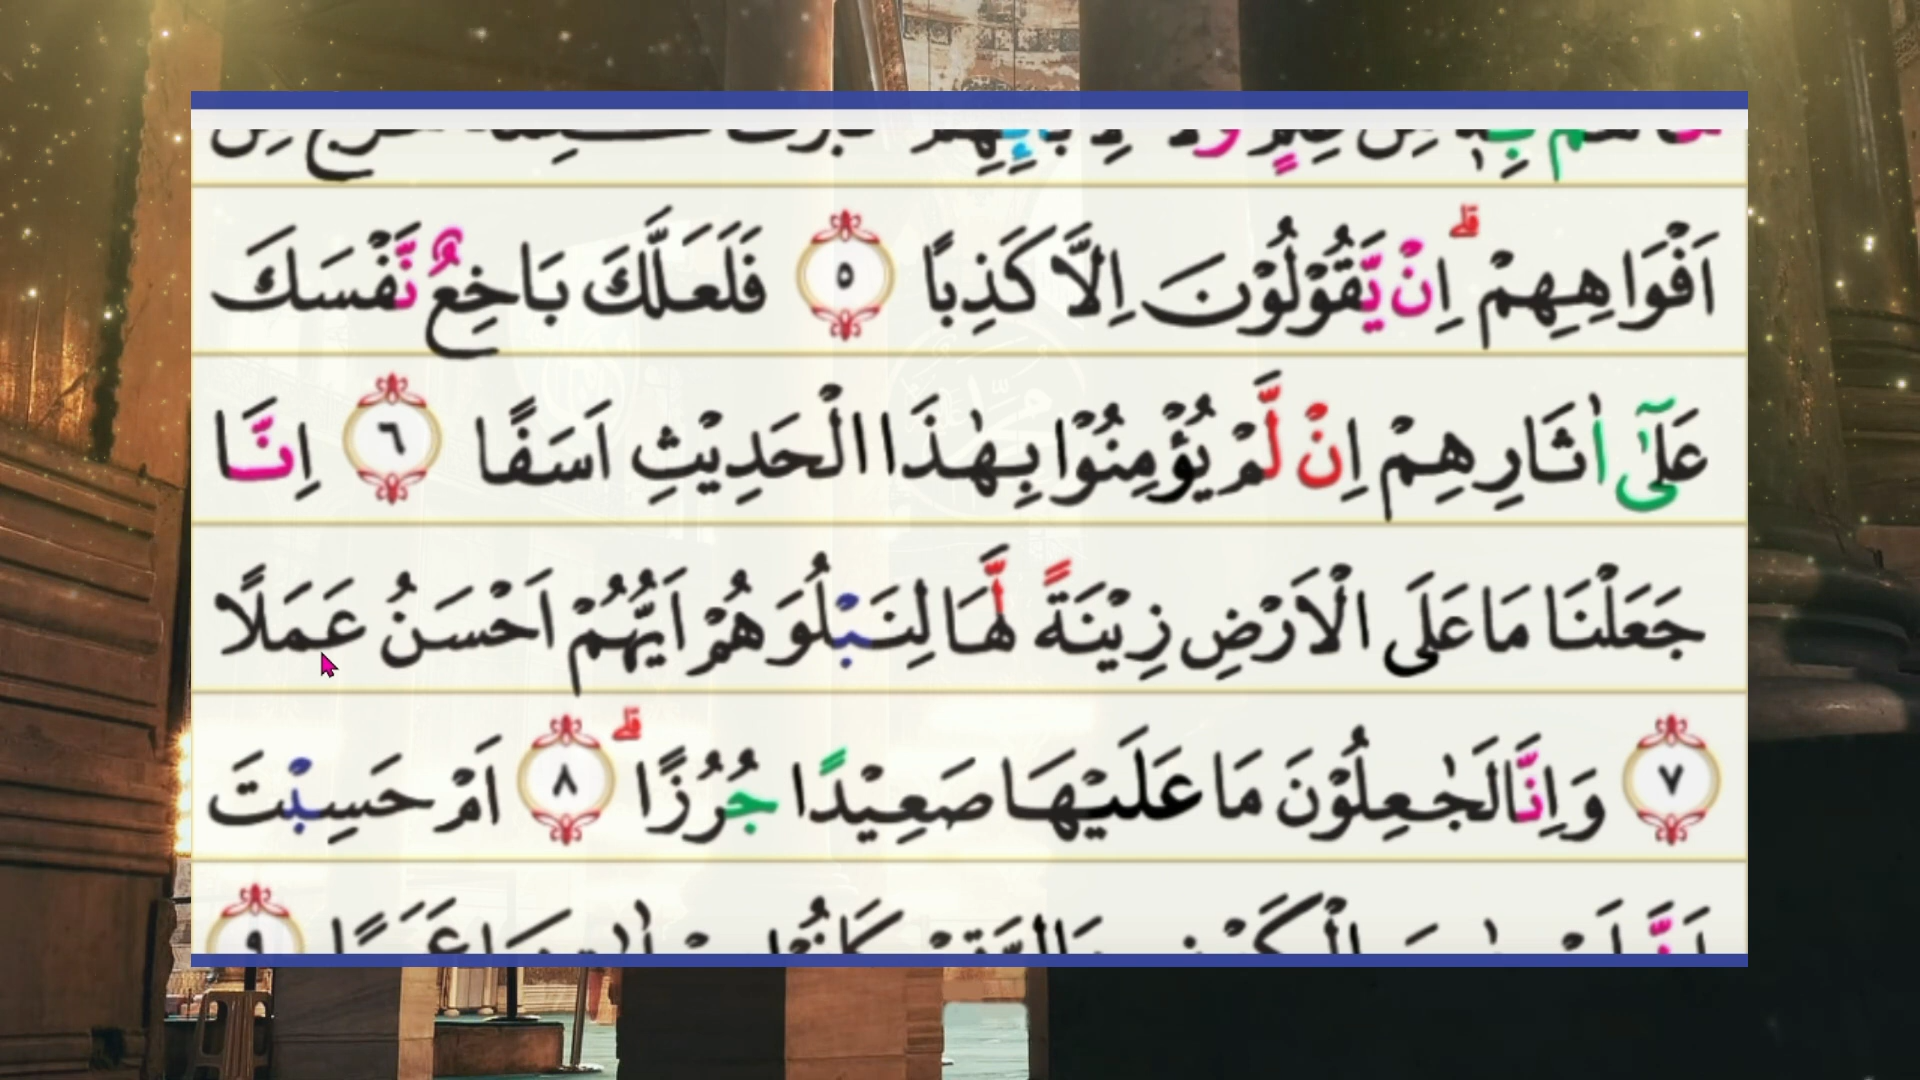 اَفْوَاهِهِمْ ۗ اِنْ يَّقُوْلُوْنَ اِلَّا كَذِبًا ٥ فَلَعَلَّكَ بَاخِعٌ نَّفْسَكَ
عَلٰٓى اٰثَارِهِمْ اِنْ لَّمْ يُؤْمِنُوْا بِهٰذَا الْحَدِيْثِ اَسَفًا ٦ اِنَّا
جَعَلْنَا مَا عَلَى الْاَرْضِ زِيْنَةً لَّهَا لِنَبْلُوَهُمْ اَيُّهُمْ اَحْسَنُ عَمَلًا
٧ وَاِنَّا لَجٰعِلُوْنَ مَا عَلَيْهَا صَعِيْدًا جُرُزًا ۗ ٨ اَمْ حَسِبْتَ